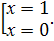 [x = 1
x = 0.